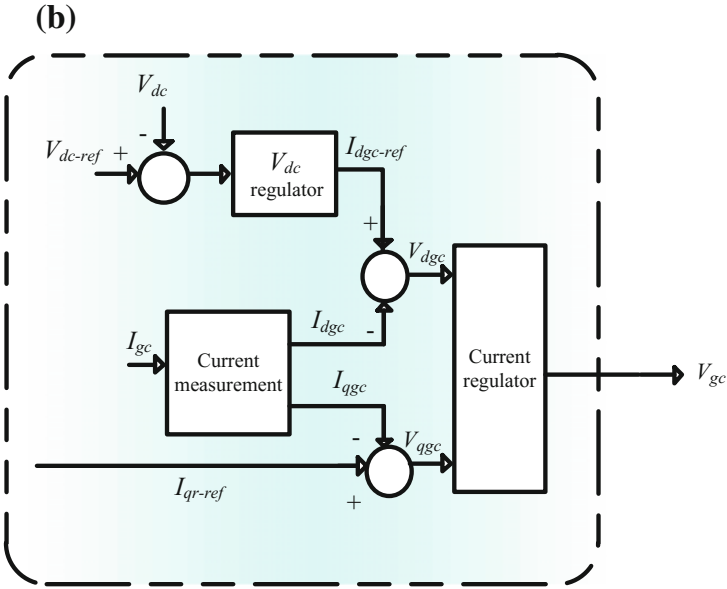 (b)
V_dc
-
V_dc-ref +
V_dc
regulator
I_dgc-ref
+
V_dgc
I_dgc
-
I_gc
Current
measurement
I_qgc
Current
regulator
V_gc
-
V_qgc
I_qr-ref
+